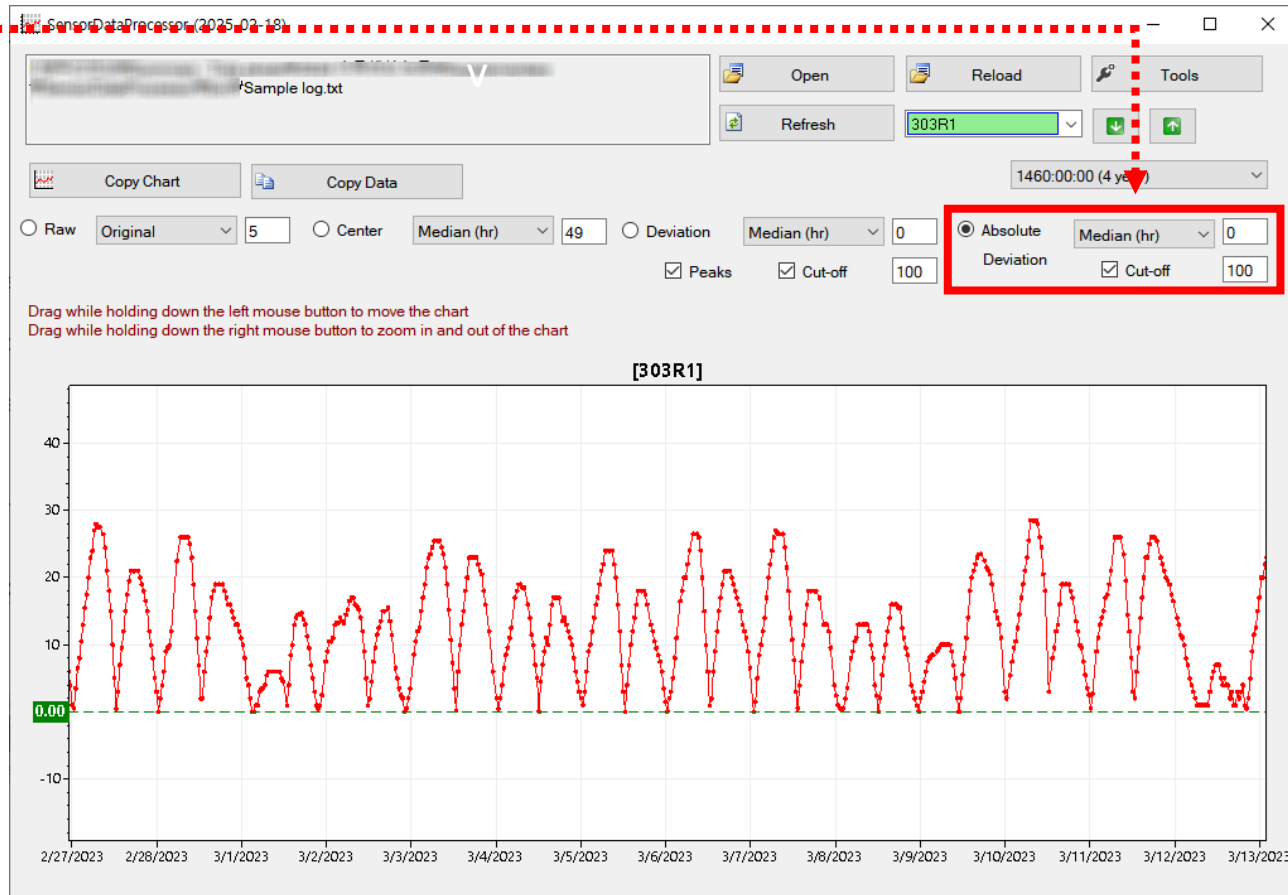 SensorDataProcessor (2025-02-18)
Sample log.txt
Open
Reload
Tools
Refresh
303R1
Copy Chart
Copy Data
1460:00:00 (4 year)
Raw
Original
5
Center
Median (hr)
49
Deviation
Median (hr)
0
Absolute
Deviation
Median (hr)
0
Peaks
Cut-off
100
Cut-off
100
Drag while holding down the left mouse button to move the chart
Drag while holding down the right mouse button to zoom in and out of the chart
[303R1]
40
30
20
10
0.00
-10
2/27/2023
2/28/2023
3/1/2023
3/2/2023
3/3/2023
3/4/2023
3/5/2023
3/6/2023
3/7/2023
3/8/2023
3/9/2023
3/10/2023
3/11/2023
3/12/2023
3/13/2023